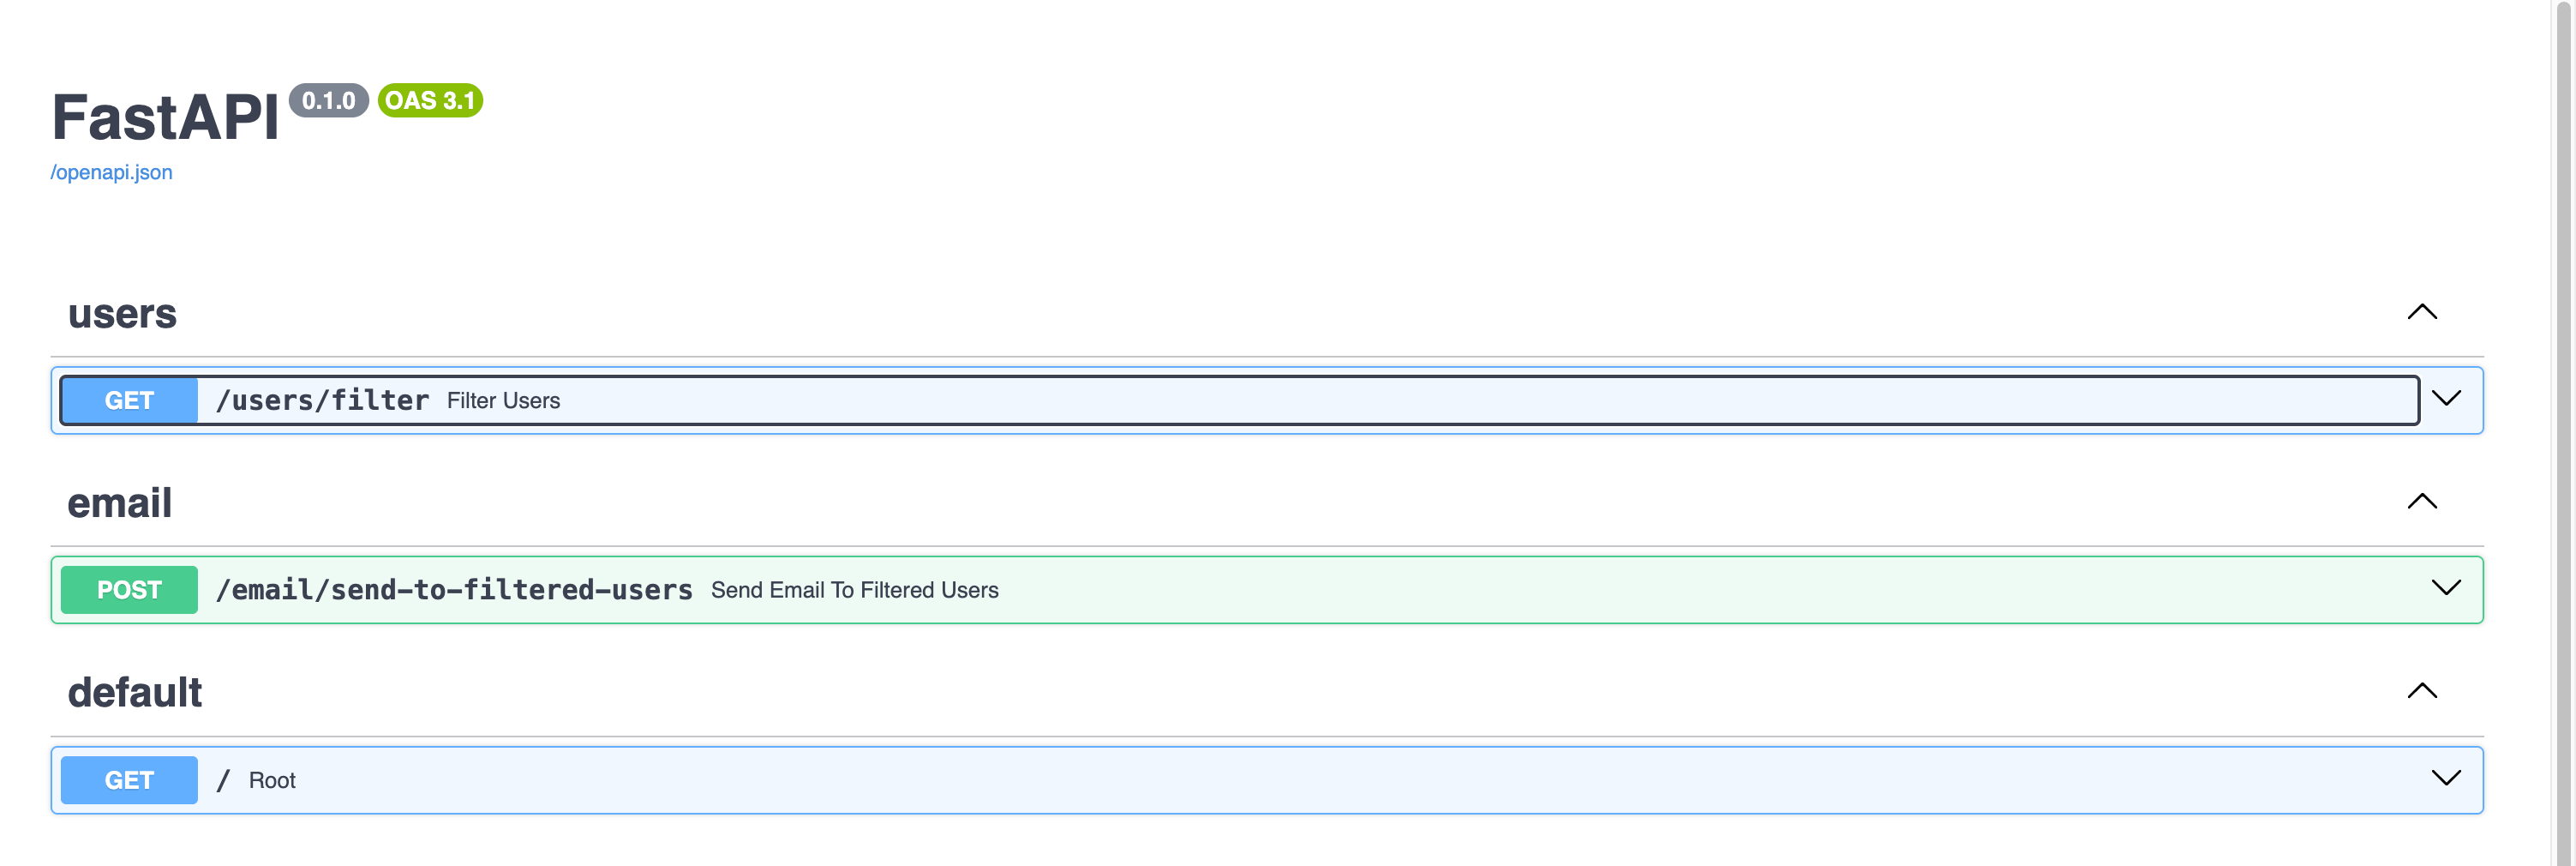 FastAPI 0.1.0 OAS 3.1
/openapi.json
users
GET /users/filter Filter Users
email
POST /email/send-to-filtered-users Send Email To Filtered Users
default
GET / Root